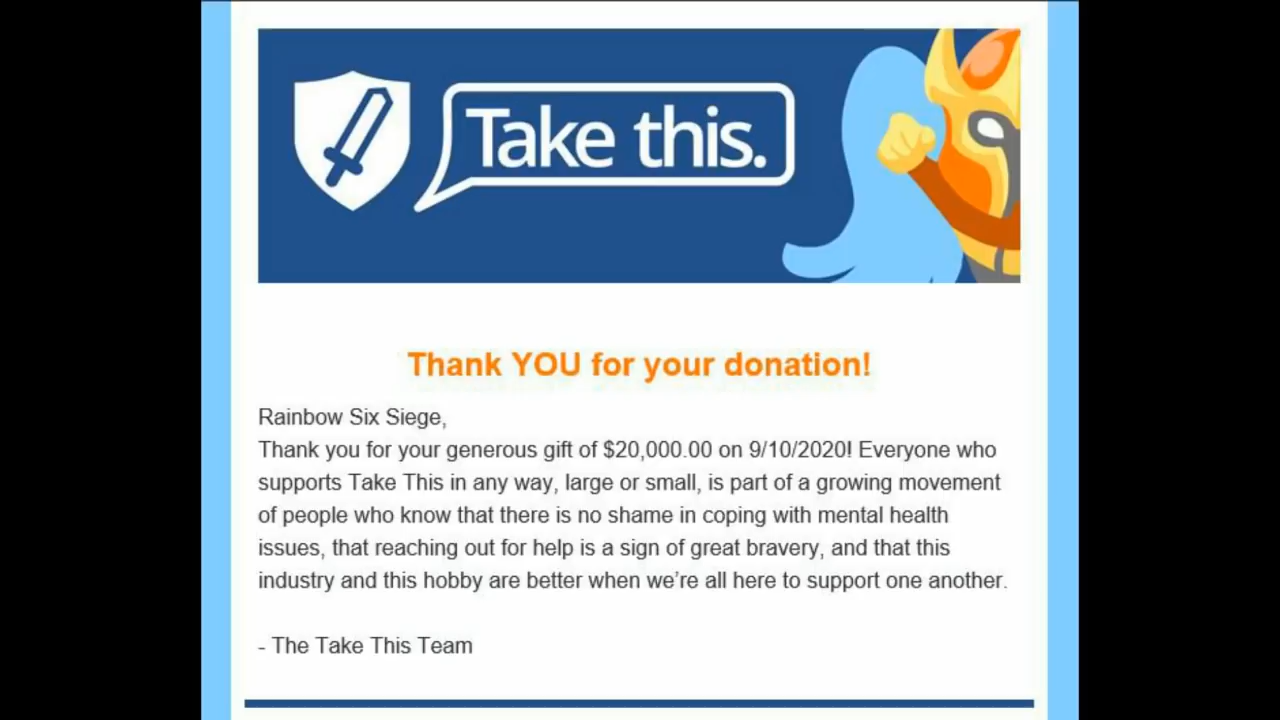 Take this.
Thank YOU for your donation!
Rainbow Six Siege,
Thank you for your generous gift of $20,000.00 on 9/10/2020! Everyone who
supports Take This in any way, large or small, is part of a growing movement
of people who know that there is no shame in coping with mental health
issues, that reaching out for help is a sign of great bravery, and that this
industry and this hobby are better when we’re all here to support one another.
- The Take This Team